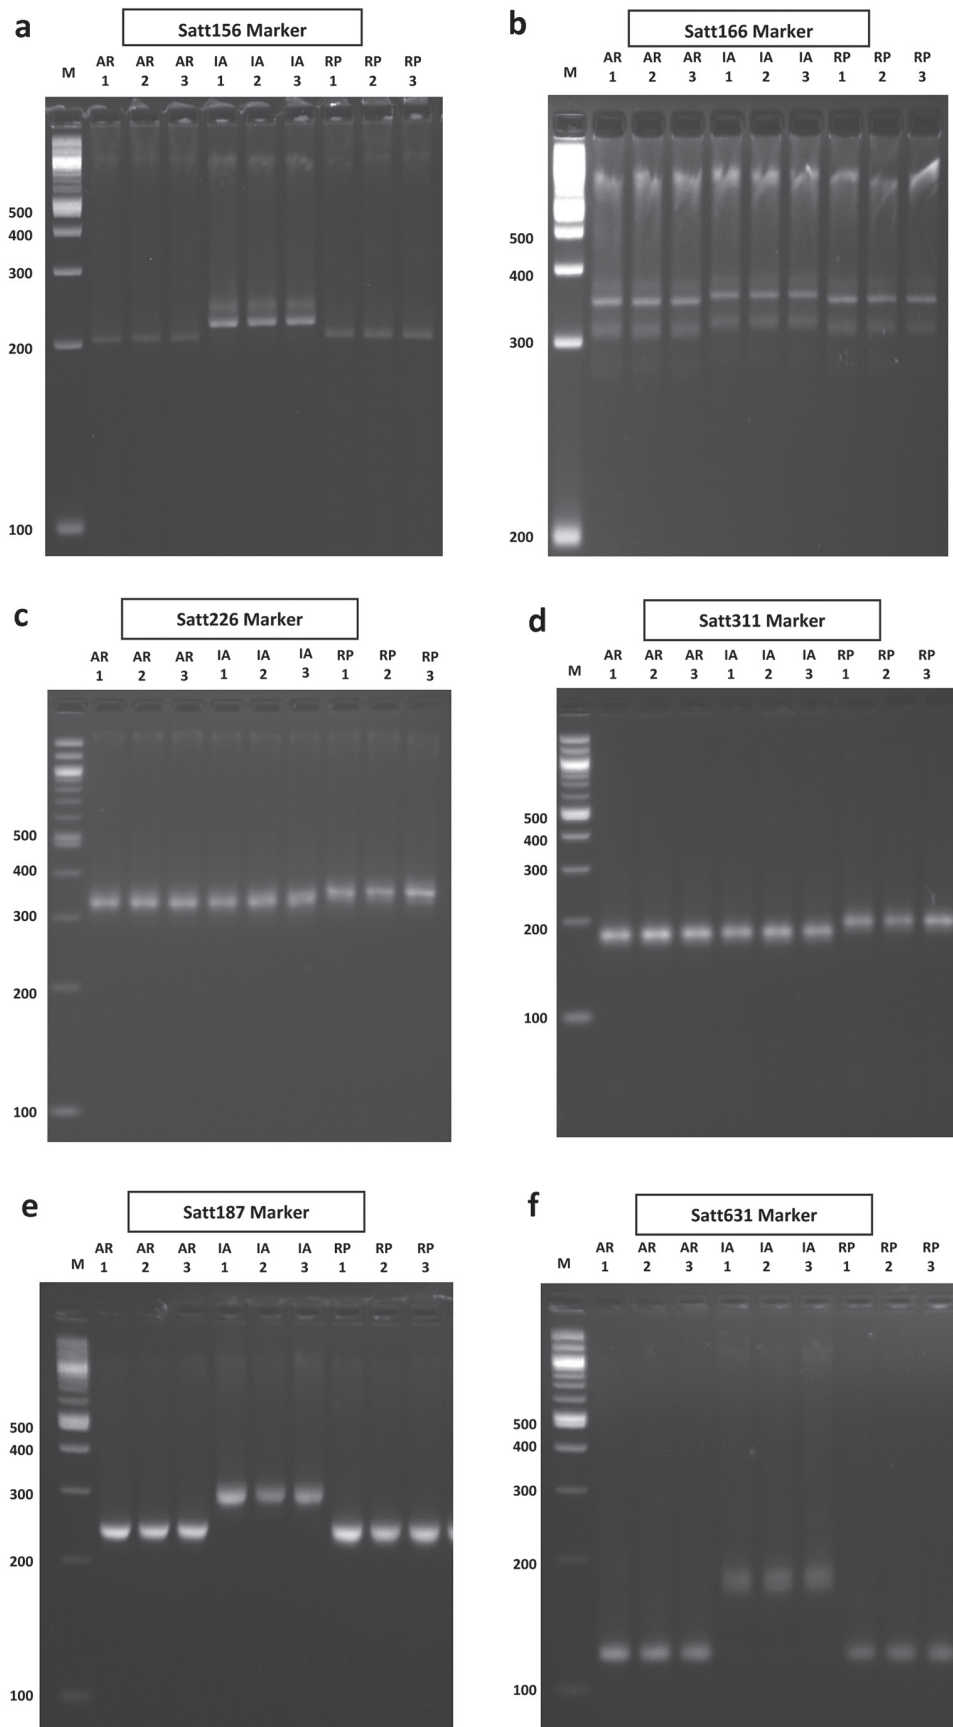 a
Satt156 Marker
M AR AR AR IA IA IA RP RP RP
1 2 3 1 2 3 1 2 3
500
400
300
200
100
b
Satt166 Marker
M AR AR AR IA IA IA RP RP RP
1 2 3 1 2 3 1 2 3
500
400
300
200
c
Satt226 Marker
AR AR AR IA IA IA RP RP RP
1 2 3 1 2 3 1 2 3
500
400
300
200
100
d
Satt311 Marker
M AR AR AR IA IA IA RP RP RP
1 2 3 1 2 3 1 2 3
500
400
300
200
100
e
Satt187 Marker
M AR AR AR IA IA IA RP RP RP
1 2 3 1 2 3 1 2 3
500
400
300
200
100
f
Satt631 Marker
M AR AR AR IA IA IA RP RP RP
1 2 3 1 2 3 1 2 3
500
400
300
200
100